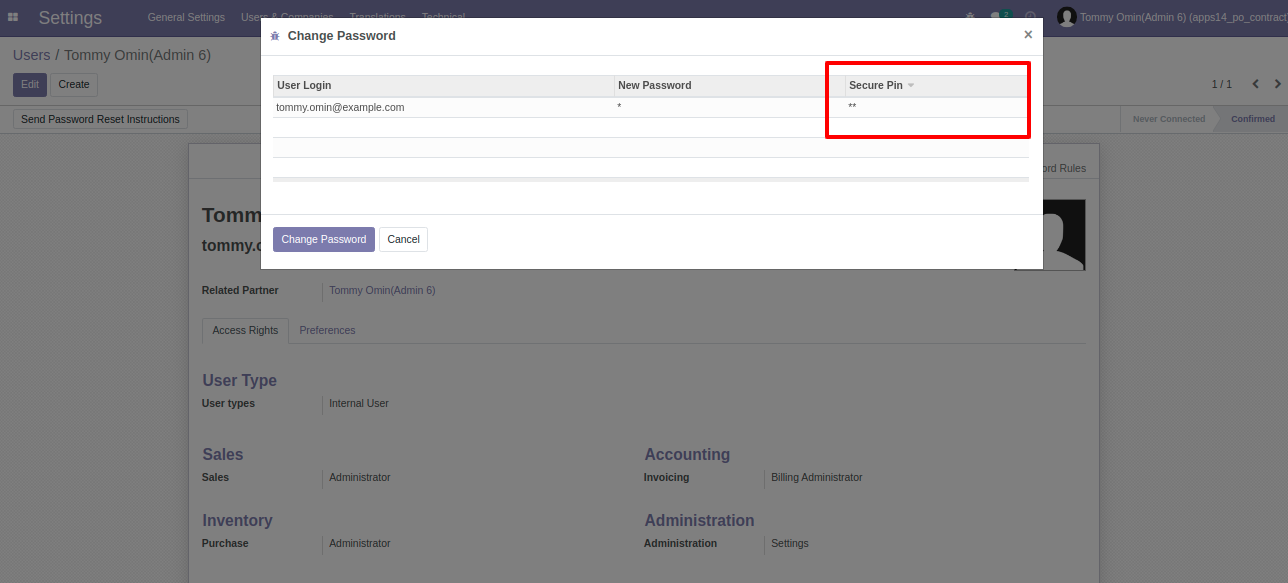 Settings General Settings Users & Companies Translations Technical 2 Tommy Omin(Admin 6) (apps14_po_contract
Users / Tommy Omin(Admin 6)
Edit Create 1 / 1
Send Password Reset Instructions Never Connected Confirmed
Change Password ×
User Login New Password Secure Pin
tommy.omin@example.com * **
Change Password Cancel
ord Rules
Tomm
tommy.
Related Partner Tommy Omin(Admin 6)
Access Rights Preferences
User Type
User types Internal User
Sales Accounting
Sales Administrator Invoicing Billing Administrator
Inventory Administration
Purchase Administrator Administration Settings